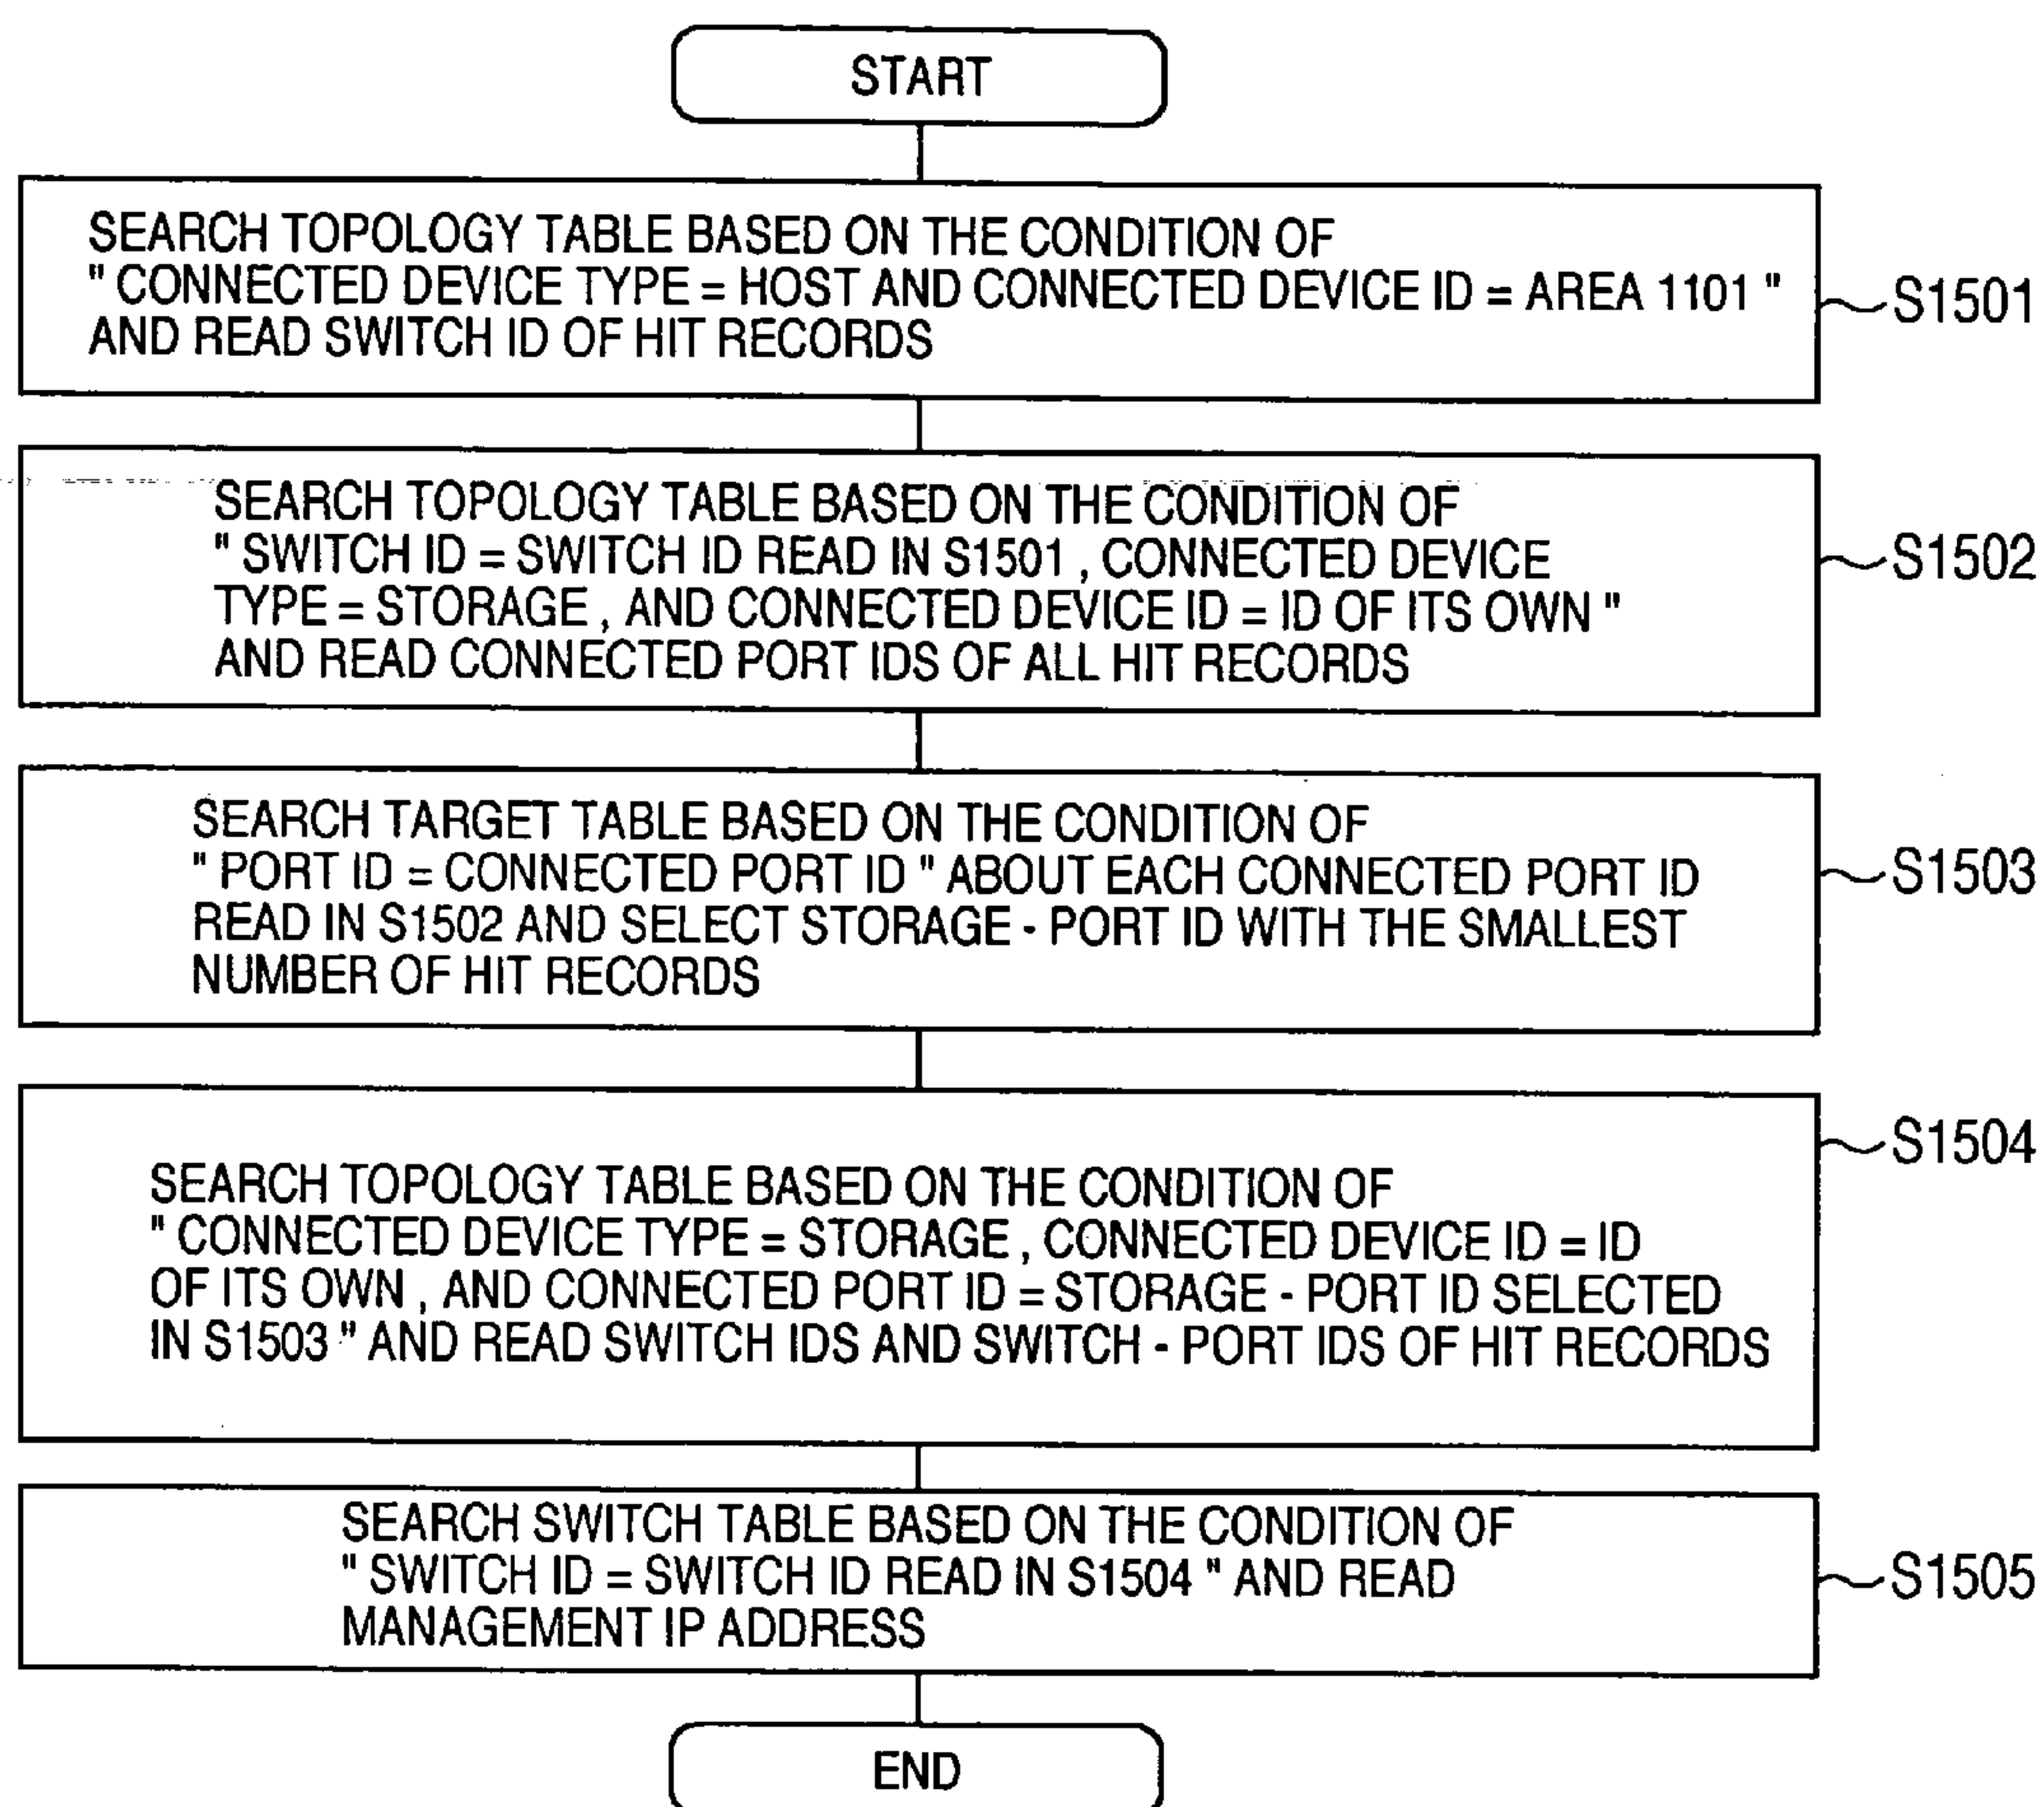 START
SEARCH TOPOLOGY TABLE BASED ON THE CONDITION OF
" CONNECTED DEVICE TYPE = HOST AND CONNECTED DEVICE ID = AREA 1101 "
AND READ SWITCH ID OF HIT RECORDS
S1501
SEARCH TOPOLOGY TABLE BASED ON THE CONDITION OF
" SWITCH ID = SWITCH ID READ IN S1501 , CONNECTED DEVICE
TYPE = STORAGE , AND CONNECTED DEVICE ID = ID OF ITS OWN "
AND READ CONNECTED PORT IDS OF ALL HIT RECORDS
S1502
SEARCH TARGET TABLE BASED ON THE CONDITION OF
" PORT ID = CONNECTED PORT ID " ABOUT EACH CONNECTED PORT ID
READ IN S1502 AND SELECT STORAGE - PORT ID WITH THE SMALLEST
NUMBER OF HIT RECORDS
S1503
SEARCH TOPOLOGY TABLE BASED ON THE CONDITION OF
" CONNECTED DEVICE TYPE = STORAGE , CONNECTED DEVICE ID = ID
OF ITS OWN , AND CONNECTED PORT ID = STORAGE - PORT ID SELECTED
IN S1503 " AND READ SWITCH IDS AND SWITCH - PORT IDS OF HIT RECORDS
S1504
SEARCH SWITCH TABLE BASED ON THE CONDITION OF
" SWITCH ID = SWITCH ID READ IN S1504 " AND READ
MANAGEMENT IP ADDRESS
S1505
END